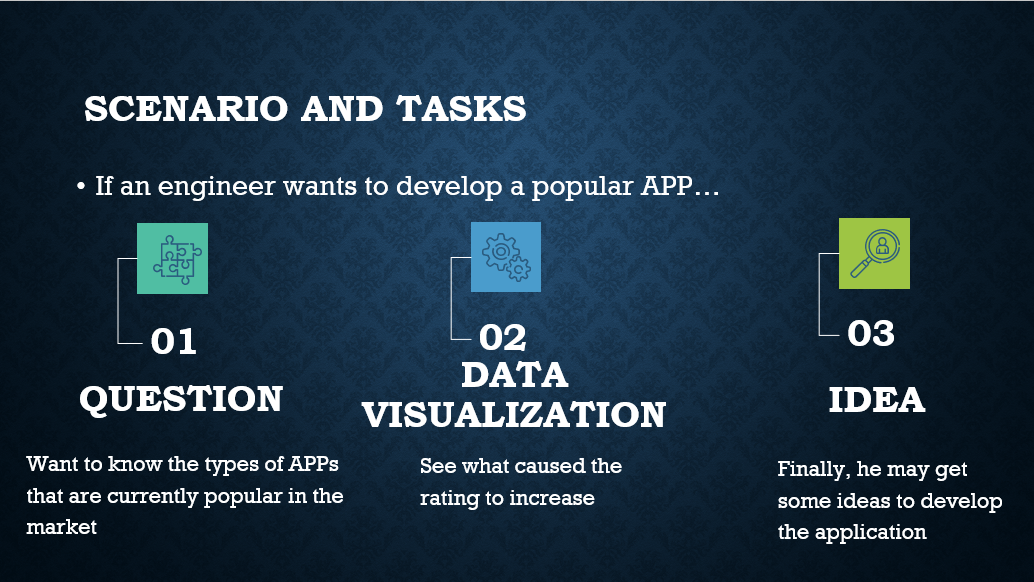 SCENARIO AND TASKS
• If an engineer wants to develop a popular APP…
01
QUESTION
Want to know the types of APPs
that are currently popular in the
market
02
DATA
VISUALIZATION
See what caused the
rating to increase
03
IDEA
Finally, he may get
some ideas to develop
the application